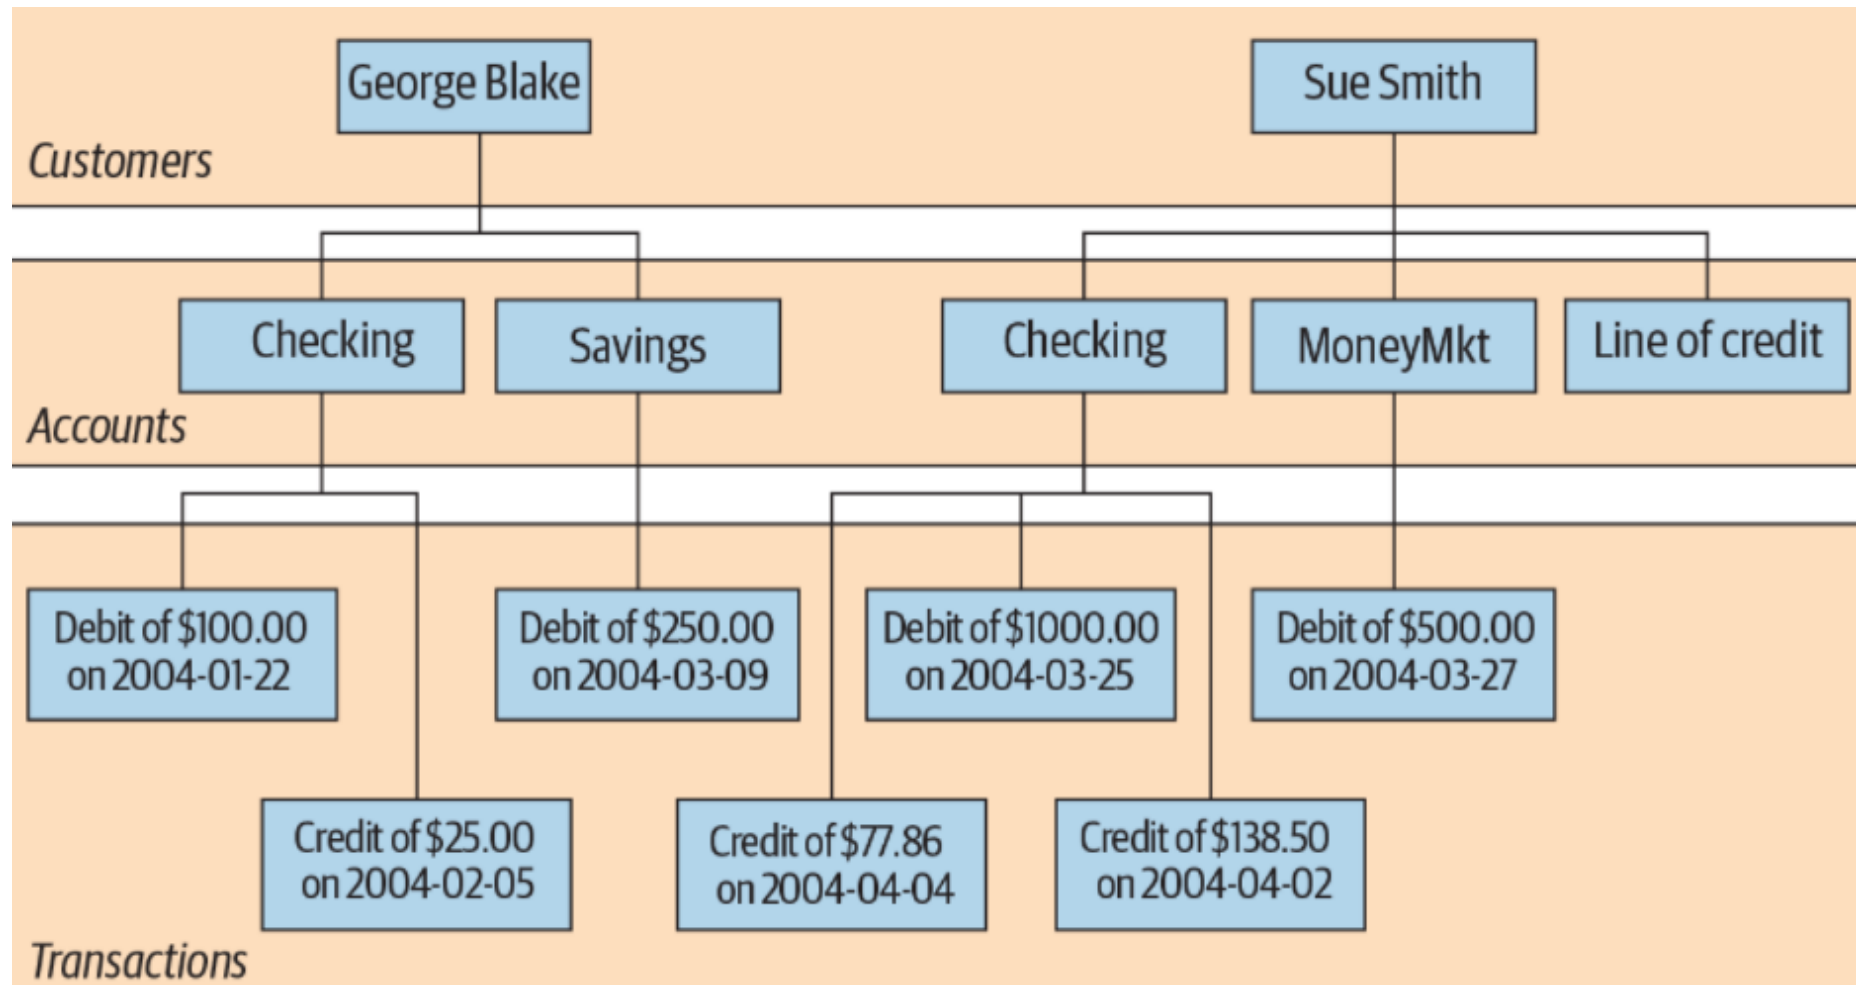 George Blake
Sue Smith
Customers
Checking
Savings
Checking
MoneyMkt
Line of credit
Accounts
Debit of $100.00
on 2004-01-22
Debit of $250.00
on 2004-03-09
Debit of $1000.00
on 2004-03-25
Debit of $500.00
on 2004-03-27
Credit of $25.00
on 2004-02-05
Credit of $77.86
on 2004-04-04
Credit of $138.50
on 2004-04-02
Transactions